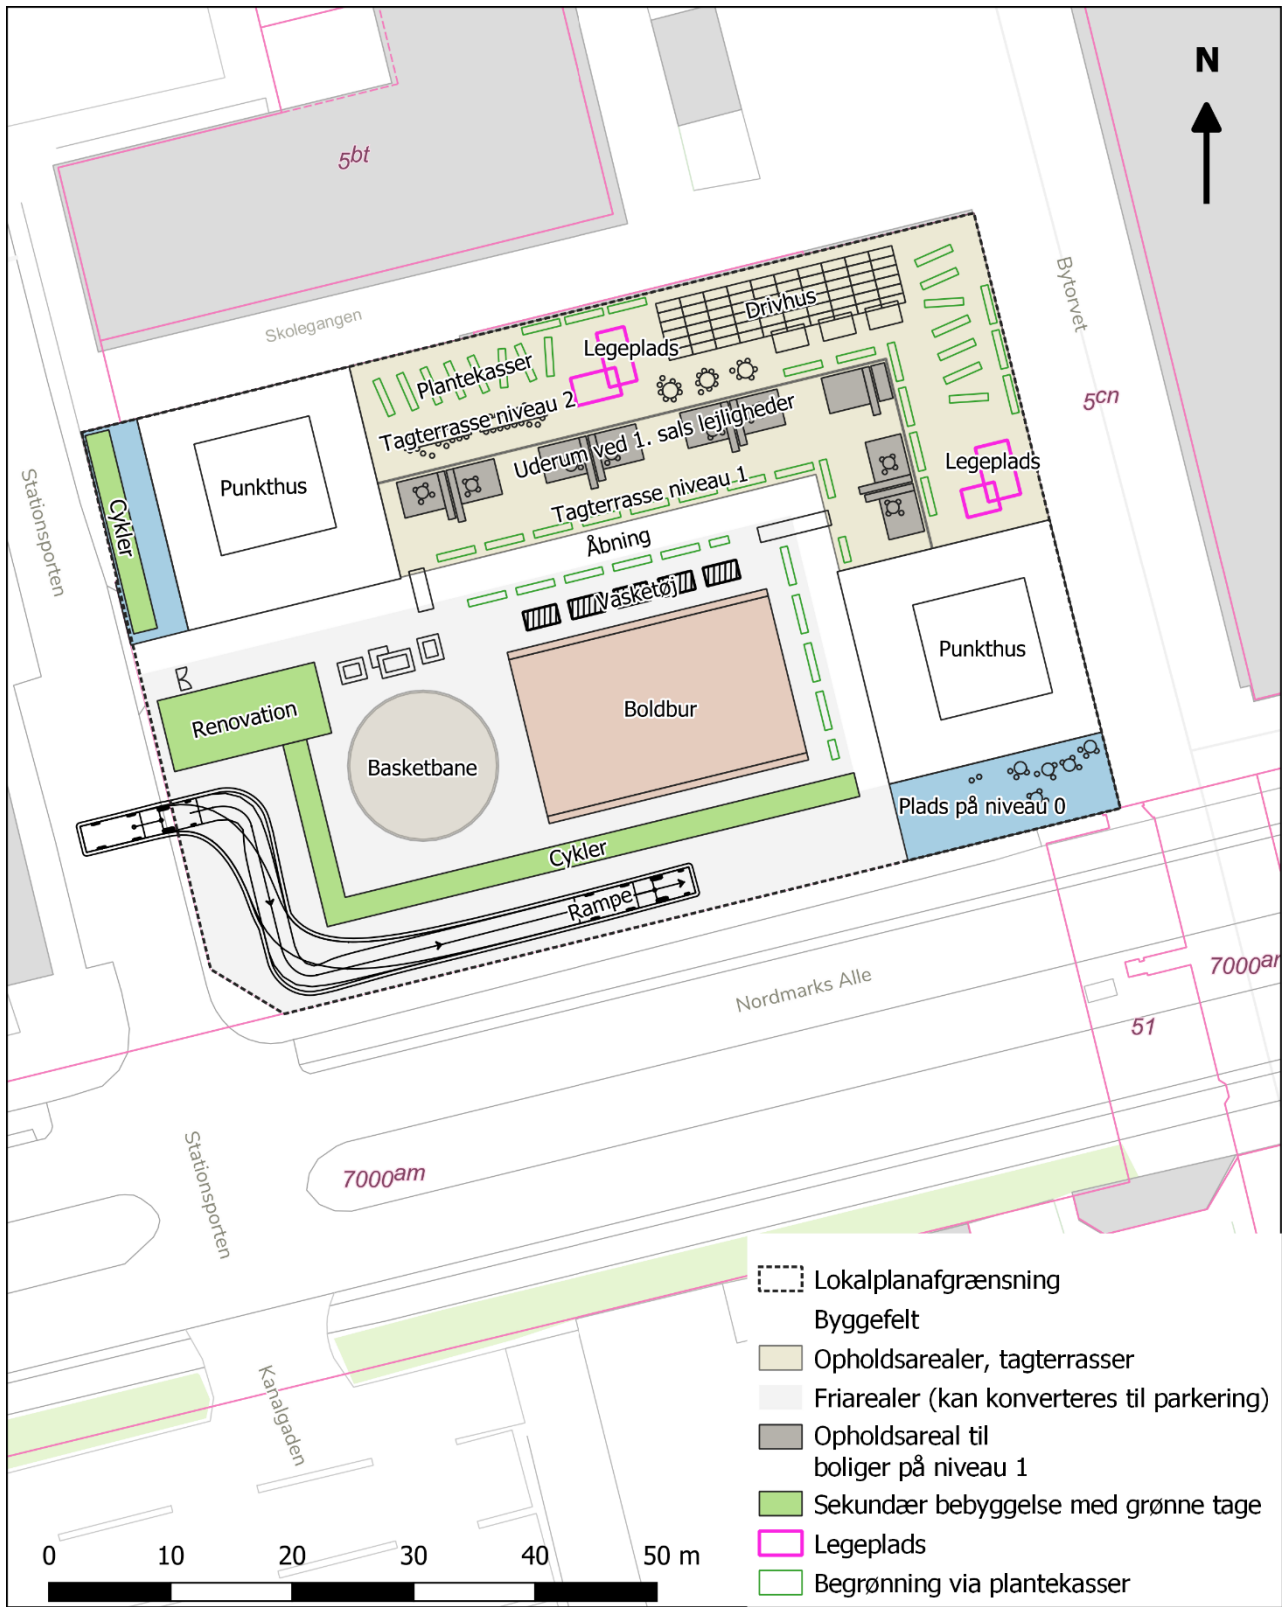 N
5bt
Skolegangen
Bytorvet
5cn
Drivhus
Legeplads
Plantekasser
Tagterrasse niveau 2
Uderum ved 1. sals lejligheder
Legeplads
Tagterrasse niveau 1
Åbning
Punkthus
Cykler
Stationsporten
Vasketøj
Punkthus
Renovation
Boldbur
Basketbane
Plads på niveau 0
Cykler
Rampe
Nordmarks Alle
7000ar
51
Stationsporten
7000am
Kanalgaden
Lokalplanafgrænsning
Byggefelt
Opholdsarealer, tagterrasser
Friarealer (kan konverteres til parkering)
Opholdsareal til
boliger på niveau 1
Sekundær bebyggelse med grønne tage
Legeplads
Begrønning via plantekasser
0 10 20 30 40 50 m